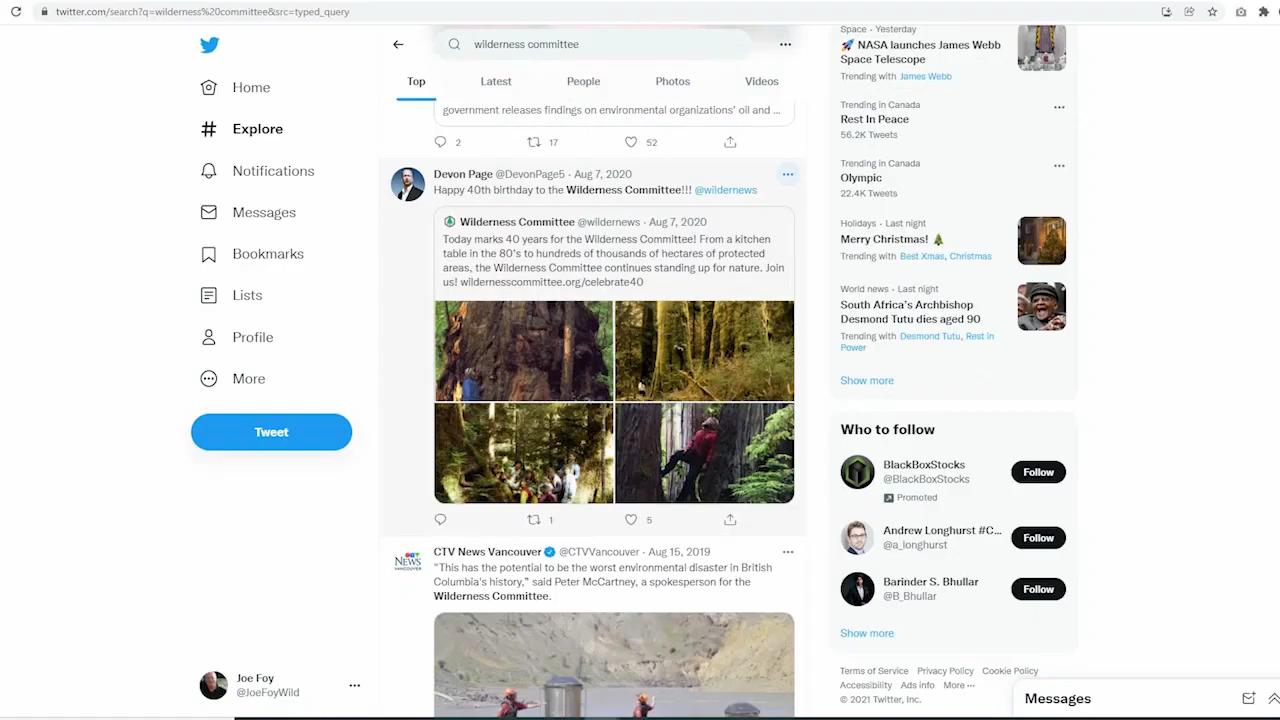 twitter.com/search?q=wilderness%20committee&src=typed_query
Home
Explore
Notifications
Messages
Bookmarks
Lists
Profile
More
Tweet
Joe Foy
@JoeFoyWild
wilderness committee
Top
Latest
People
Photos
Videos
government releases findings on environmental organizations' oil and ...
2
17
52
Devon Page @DevonPage5 · Aug 7, 2020
Happy 40th birthday to the Wilderness Committee!!! @wildernews
Wilderness Committee @wildernews · Aug 7, 2020
Today marks 40 years for the Wilderness Committee! From a kitchen
table in the 80's to hundreds of thousands of hectares of protected
areas, the Wilderness Committee continues standing up for nature. Join
us! wildernesscommittee.org/celebrate40
1
5
NEWS
VANCOUVER
CTV News Vancouver @CTVVancouver · Aug 15, 2019
"This has the potential to be the worst environmental disaster in British
Columbia's history," said Peter McCartney, a spokesperson for the
Wilderness Committee.
Space · Yesterday
🚀 NASA launches James Webb
Space Telescope
Trending with James Webb
Trending in Canada
Rest In Peace
56.2K Tweets
Trending in Canada
Olympic
22.4K Tweets
Holidays · Last night
Merry Christmas! 🎄
Trending with Best Xmas, Christmas
World news · Last night
South Africa's Archbishop
Desmond Tutu dies aged 90
Trending with Desmond Tutu, Rest in
Power
Show more
Who to follow
BlackBoxStocks
@BlackBoxStocks
Promoted
Follow
Andrew Longhurst #C...
@a_longhurst
Follow
Barinder S. Bhullar
@B_Bhullar
Follow
Show more
Terms of Service Privacy Policy Cookie Policy
Accessibility Ads info More ···
© 2021 Twitter, Inc.
Messages